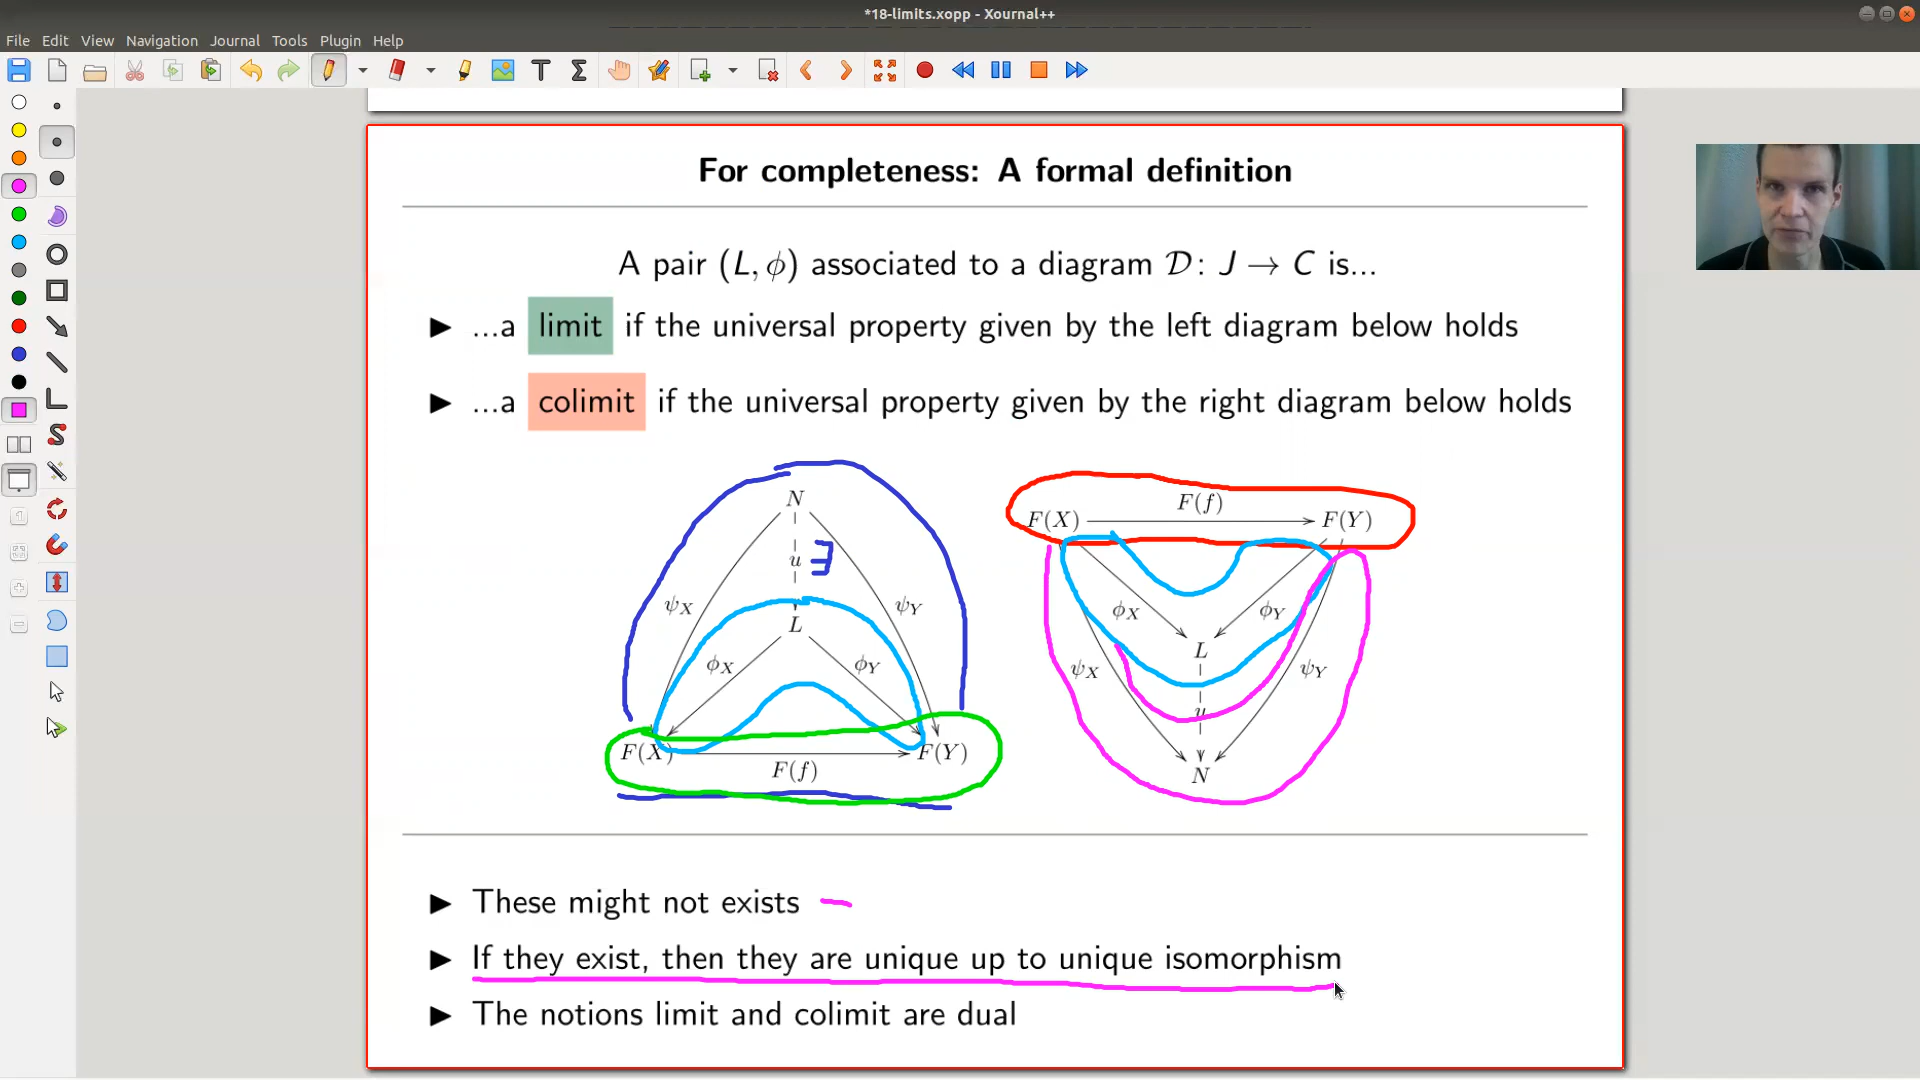 *18-limits.xopp - Xournal++
File Edit View Navigation Journal Tools Plugin Help
For completeness: A formal definition
A pair (L, ϕ) associated to a diagram 𝒟: J → C is...
▶ ...a limit if the universal property given by the left diagram below holds
▶ ...a colimit if the universal property given by the right diagram below holds
N
u ∃
ψX ψY
L
ϕX ϕY
F(X) F(Y)
F(f)
F(f)
F(X) F(Y)
ϕX ϕY
L
ψX ψY
u
N
▶ These might not exists
▶ If they exist, then they are unique up to unique isomorphism
▶ The notions limit and colimit are dual